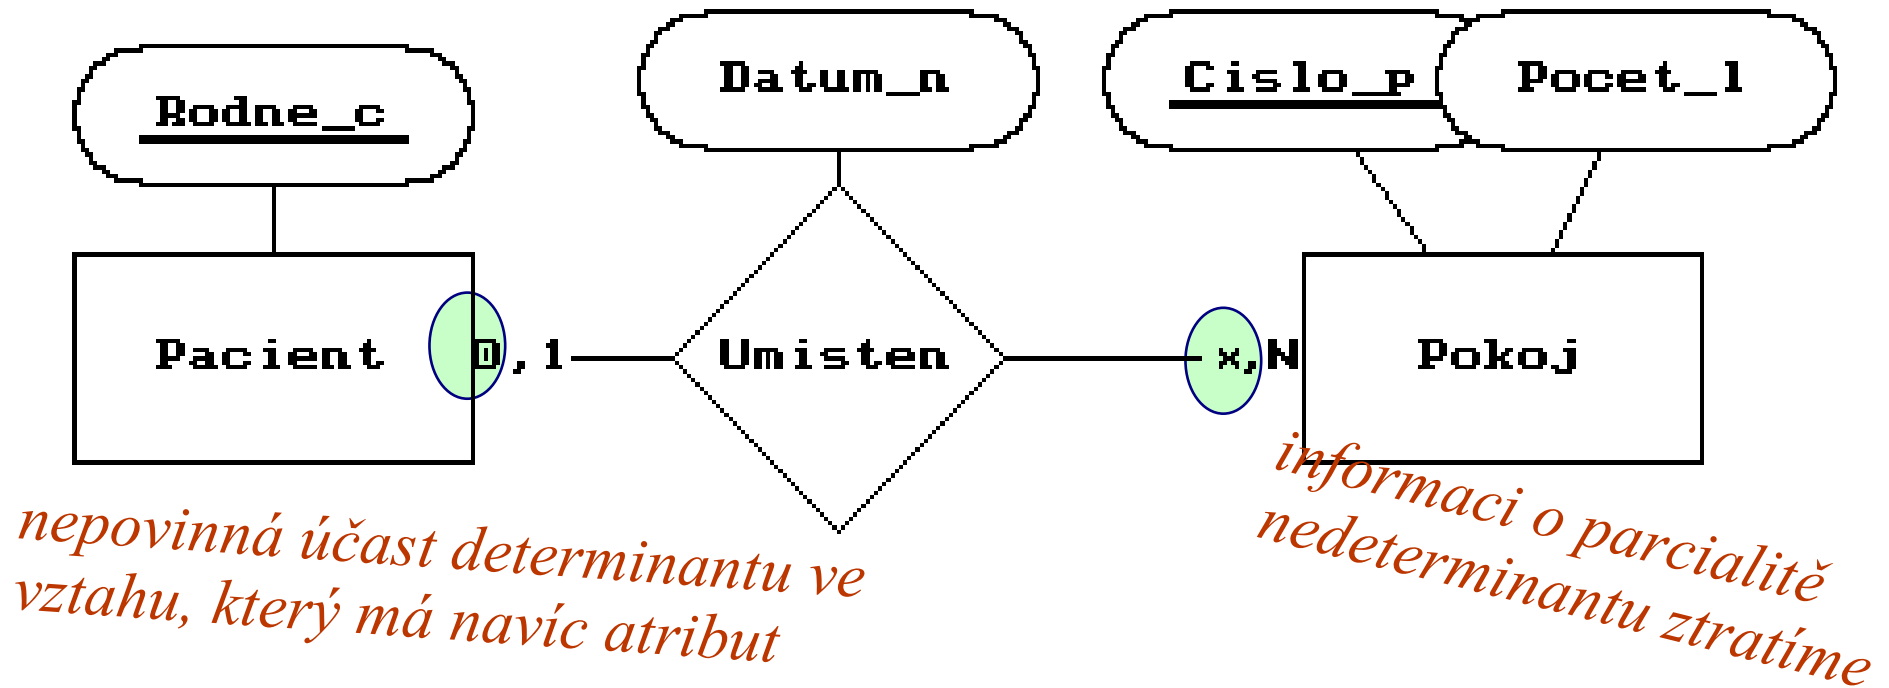 Rodne_c
Datum_n
Cislo_p
Pocet_l
Pacient
0,1
Umisten
x,N
Pokoj
nepovinná účast determinantu ve
vztahu, který má navíc atribut
informaci o parcialitě
nedeterminantu ztratíme